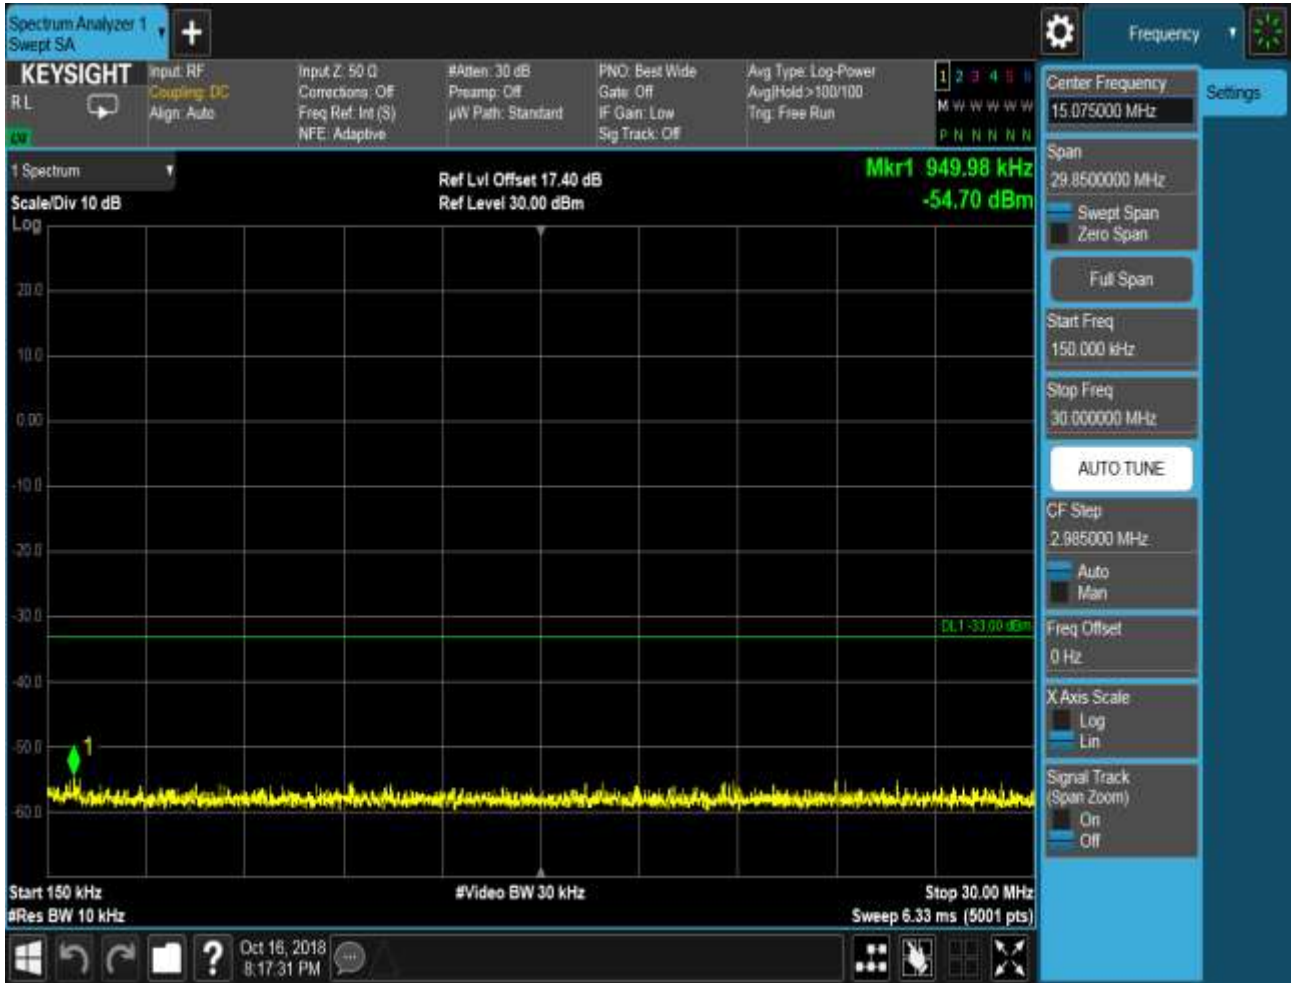 Spectrum Analyzer 1
Swept SA
+
Frequency
KEYSIGHT
RL
LXI
Input: RF
Coupling: DC
Align: Auto
Input Z: 50 Ω
Corrections: Off
Freq Ref: Int (S)
NFE: Adaptive
#Atten: 30 dB
Preamp: Off
µW Path: Standard
PNO: Best Wide
Gate: Off
IF Gain: Low
Sig Track: Off
Avg Type: Log-Power
Avg|Hold:>100/100
Trig: Free Run
1 2 3 4 5 6
M W W W W W
P N N N N N
1 Spectrum
Scale/Div 10 dB
Log
Ref Lvl Offset 17.40 dB
Ref Level 30.00 dBm
Mkr1 949.98 kHz
-54.70 dBm
20.0
10.0
0.00
-10.0
-20.0
-30.0
-40.0
-50.0
-60.0
DL1 -33.00 dBm
1
Start 150 kHz
#Res BW 10 kHz
#Video BW 30 kHz
Stop 30.00 MHz
Sweep 6.33 ms (5001 pts)
?
Oct 16, 2018
8:17:31 PM
Center Frequency
15.075000 MHz
Settings
Span
29.8500000 MHz
Swept Span
Zero Span
Full Span
Start Freq
150.000 kHz
Stop Freq
30.000000 MHz
AUTO TUNE
CF Step
2.985000 MHz
Auto
Man
Freq Offset
0 Hz
X Axis Scale
Log
Lin
Signal Track
(Span Zoom)
On
Off